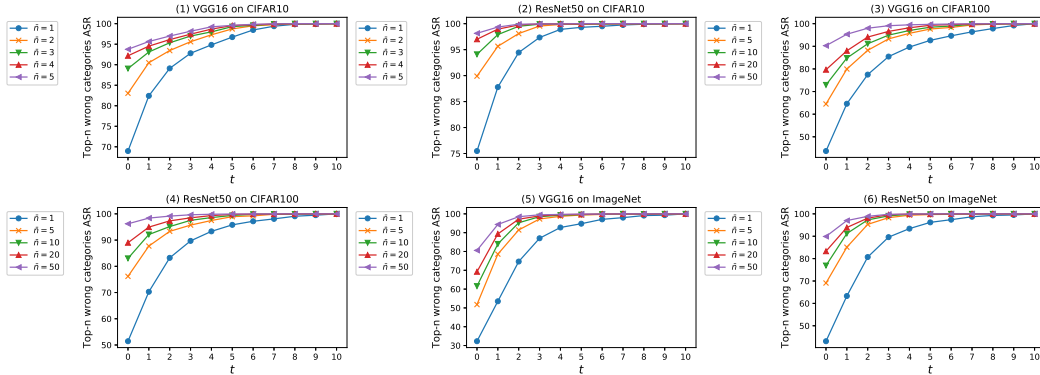 (1) VGG16 on CIFAR10
ñ = 1
ñ = 2
ñ = 3
ñ = 4
ñ = 5
Top-n wrong categories ASR
100
95
90
85
80
75
70
0 1 2 3 4 5 6 7 8 9 10
t
(2) ResNet50 on CIFAR10
ñ = 1
ñ = 2
ñ = 3
ñ = 4
ñ = 5
Top-n wrong categories ASR
100
95
90
85
80
75
0 1 2 3 4 5 6 7 8 9 10
t
(3) VGG16 on CIFAR100
ñ = 1
ñ = 5
ñ = 10
ñ = 20
ñ = 50
Top-n wrong categories ASR
100
90
80
70
60
50
0 1 2 3 4 5 6 7 8 9 10
t
(4) ResNet50 on CIFAR100
ñ = 1
ñ = 5
ñ = 10
ñ = 20
ñ = 50
Top-n wrong categories ASR
100
90
80
70
60
50
0 1 2 3 4 5 6 7 8 9 10
t
(5) VGG16 on ImageNet
ñ = 1
ñ = 5
ñ = 10
ñ = 20
ñ = 50
Top-n wrong categories ASR
100
90
80
70
60
50
40
30
0 1 2 3 4 5 6 7 8 9 10
t
(6) ResNet50 on ImageNet
ñ = 1
ñ = 5
ñ = 10
ñ = 20
ñ = 50
Top-n wrong categories ASR
100
90
80
70
60
50
0 1 2 3 4 5 6 7 8 9 10
t